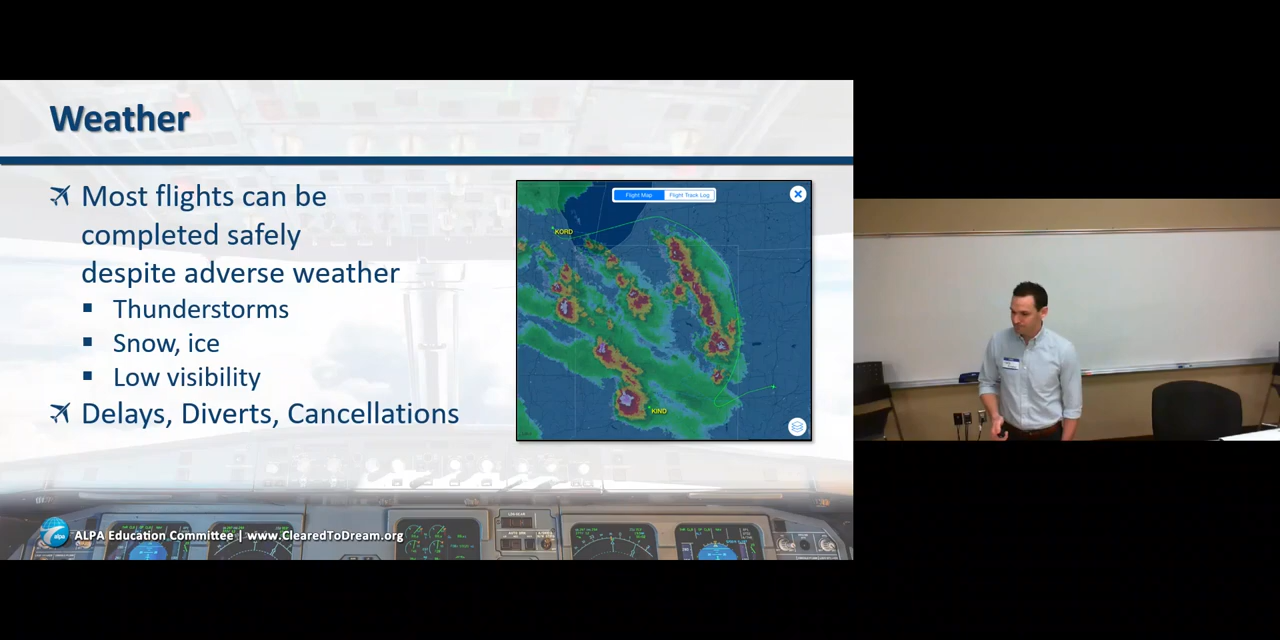 Weather
Most flights can be
completed safely
despite adverse weather
Thunderstorms
Snow, ice
Low visibility
Delays, Diverts, Cancellations
Flight Map
Flight Track Log
KORD
KIND
alpa
ALPA Education Committee | www.ClearedToDream.org